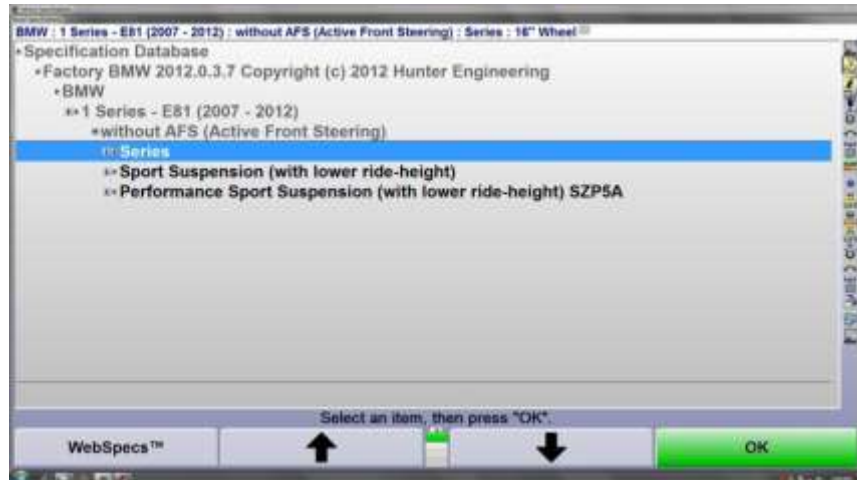 BMW : 1 Series - E81 (2007 - 2012) : without AFS (Active Front Steering) : Series : 16" Wheel
Specification Database
Factory BMW 2012.0.3.7 Copyright (c) 2012 Hunter Engineering
BMW
1 Series - E81 (2007 - 2012)
without AFS (Active Front Steering)
Series
Sport Suspension (with lower ride-height)
Performance Sport Suspension (with lower ride-height) SZP5A
Select an item, then press "OK".
WebSpecs™
OK